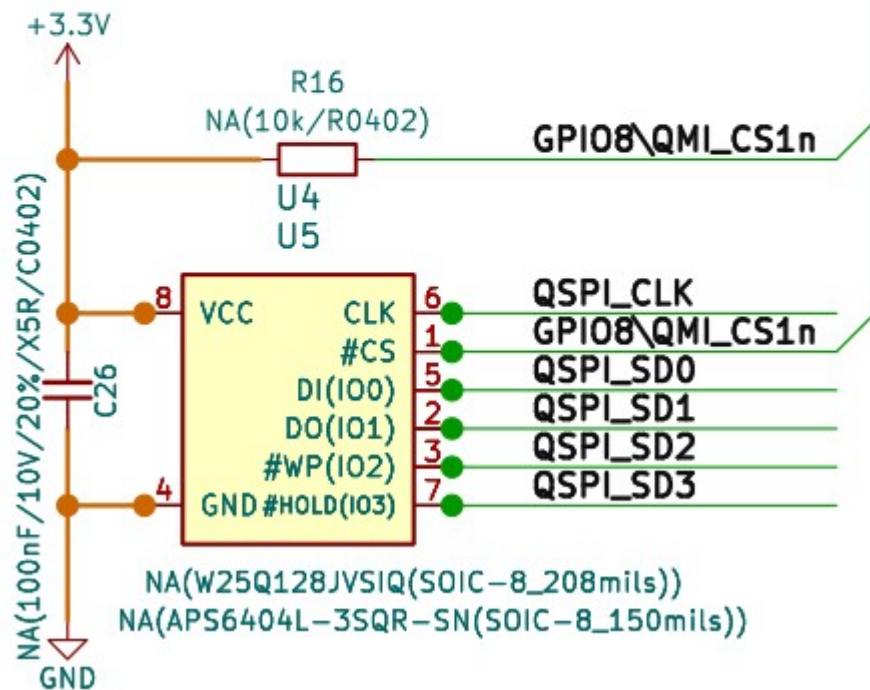 +3.3V
R16
NA(10k/R0402)
GPIO8\QMI_CS1n
U4
U5
8
VCC
CLK
6
QSPI_CLK
#CS
1
GPIO8\QMI_CS1n
DI(IO0)
5
QSPI_SD0
DO(IO1)
2
QSPI_SD1
#WP(IO2)
3
QSPI_SD2
4
GND
#HOLD(IO3)
7
QSPI_SD3
NA(100nF/10V/20%/X5R/C0402)
C26
NA(W25Q128JVSIQ(SOIC-8_208mils))
NA(APS6404L-3SQR-SN(SOIC-8_150mils))
GND